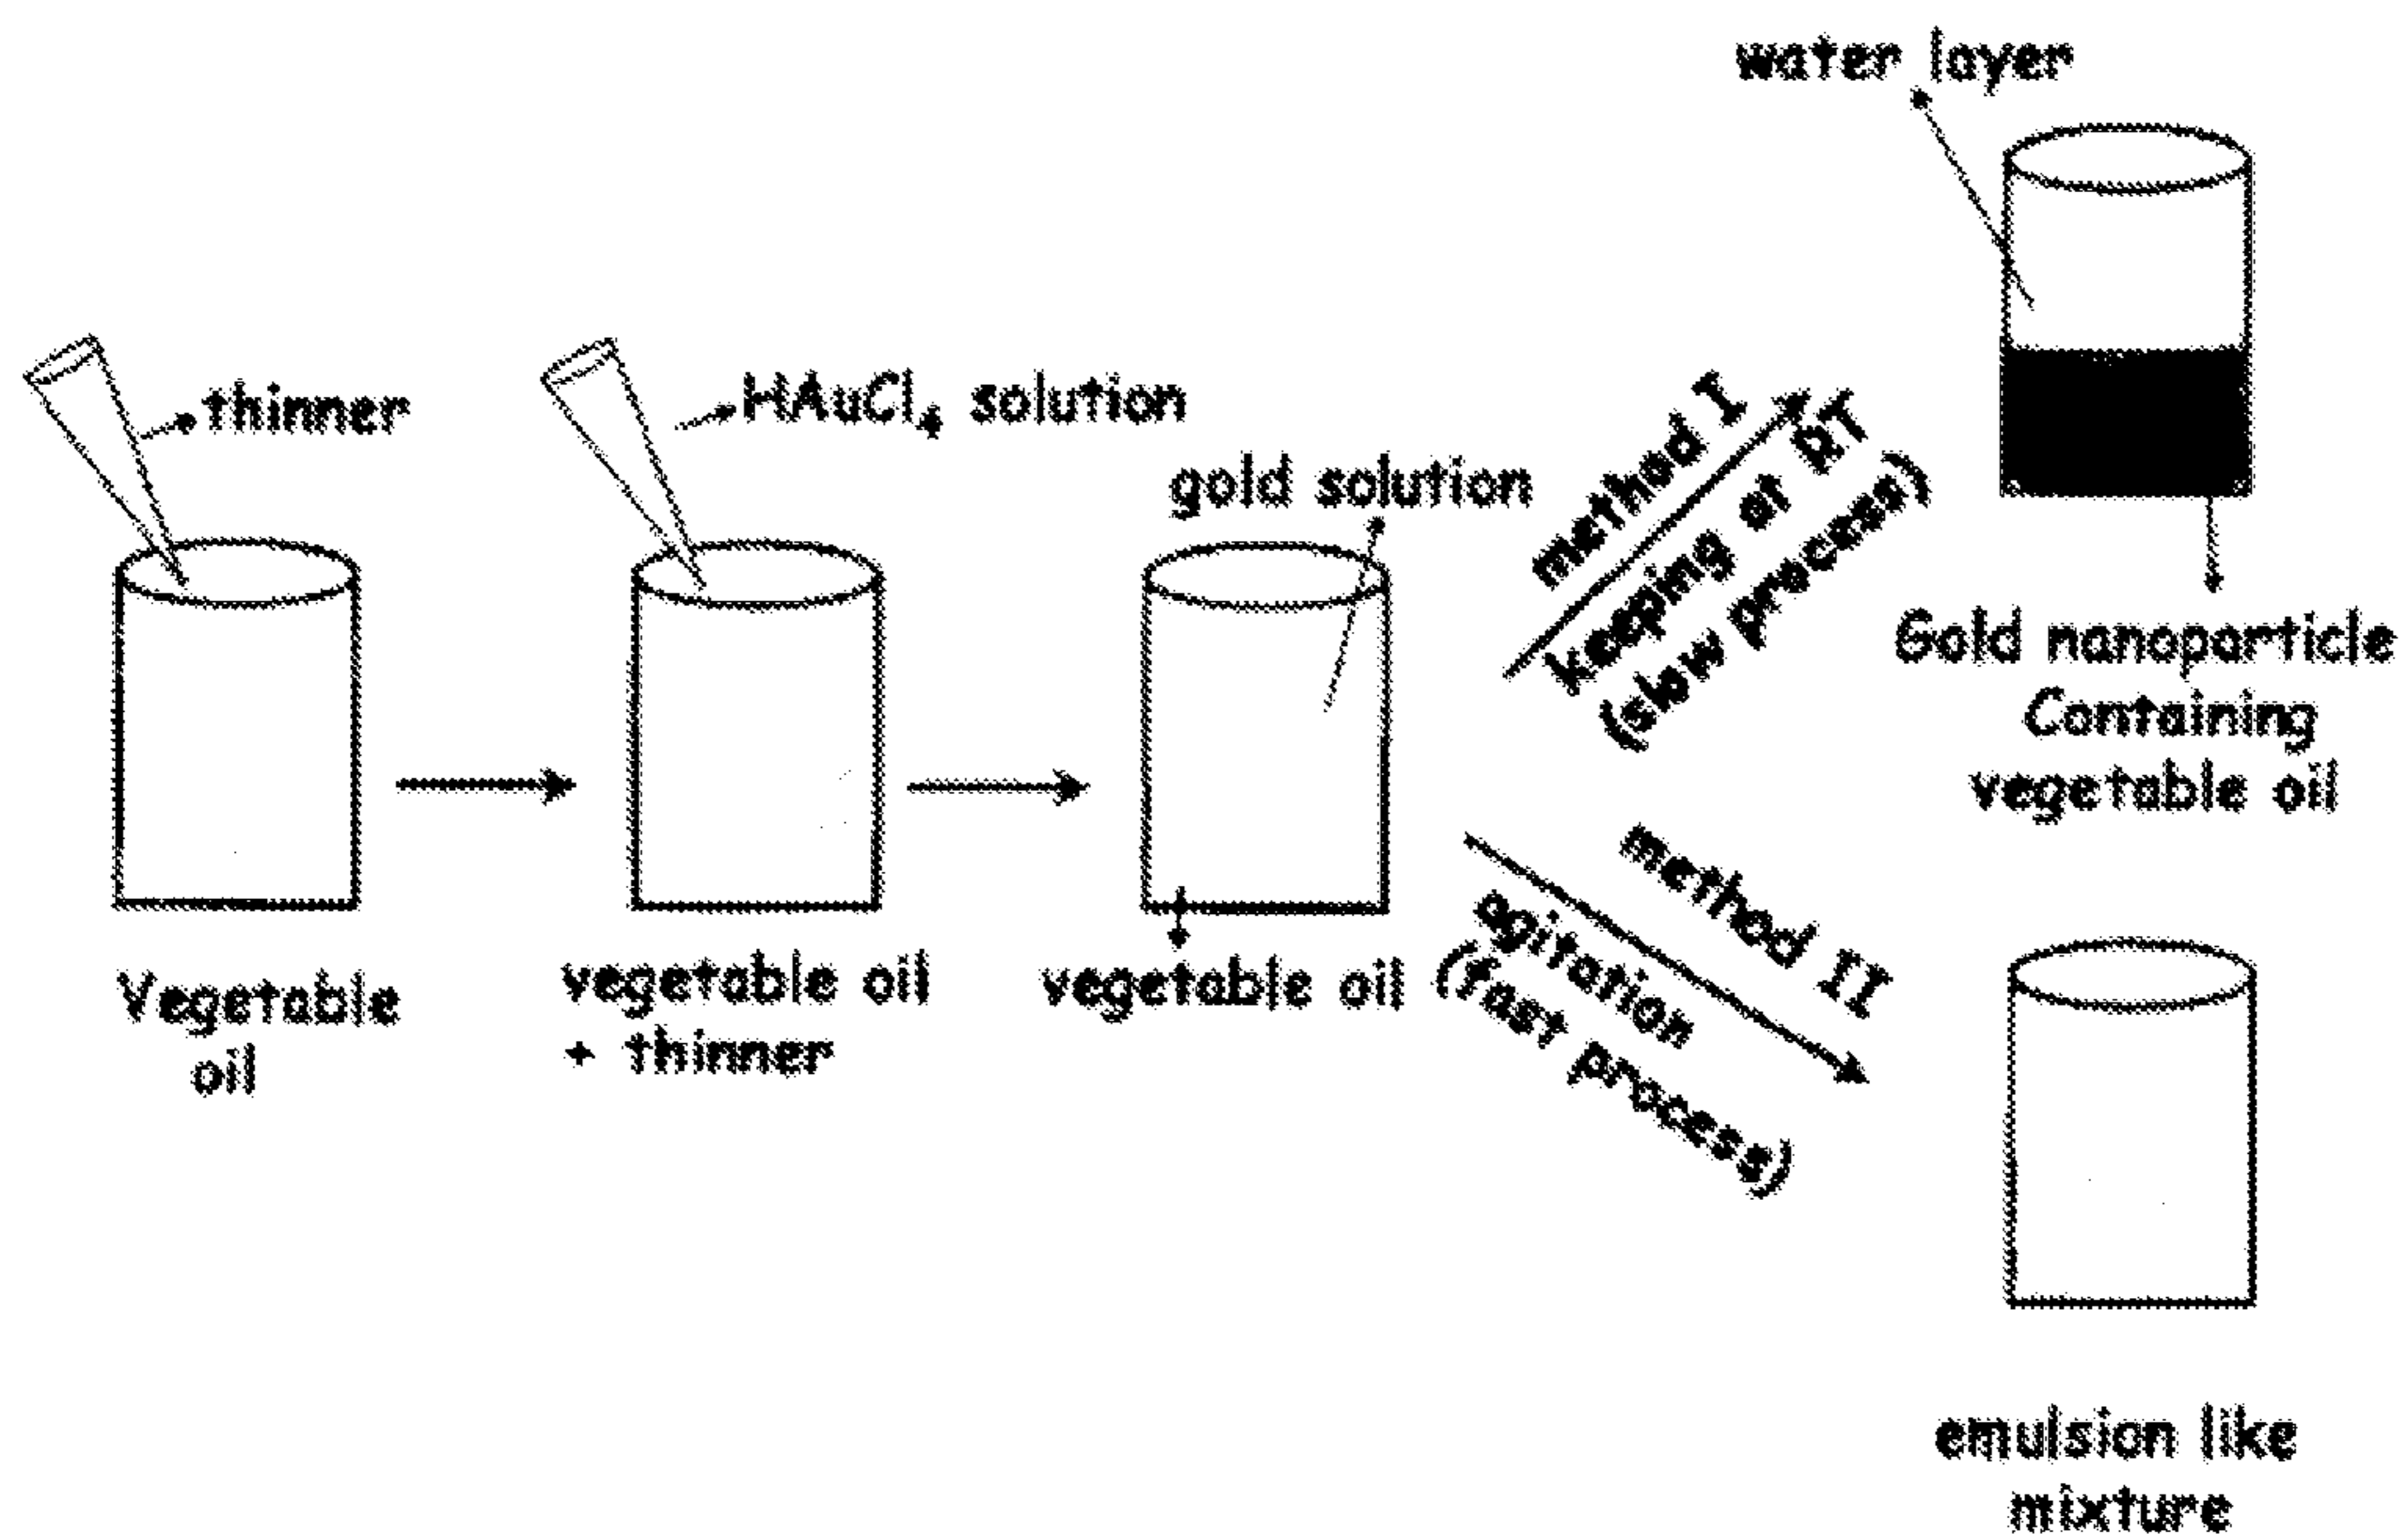 water layer
thinner
HAuCl4 solution
gold solution
method I
keeping at RT
(slow process)
Gold nanoparticle
Containing
vegetable oil
Vegetable
oil
vegetable oil
+ thinner
vegetable oil
method II
agitation
(fast process)
emulsion like
mixture